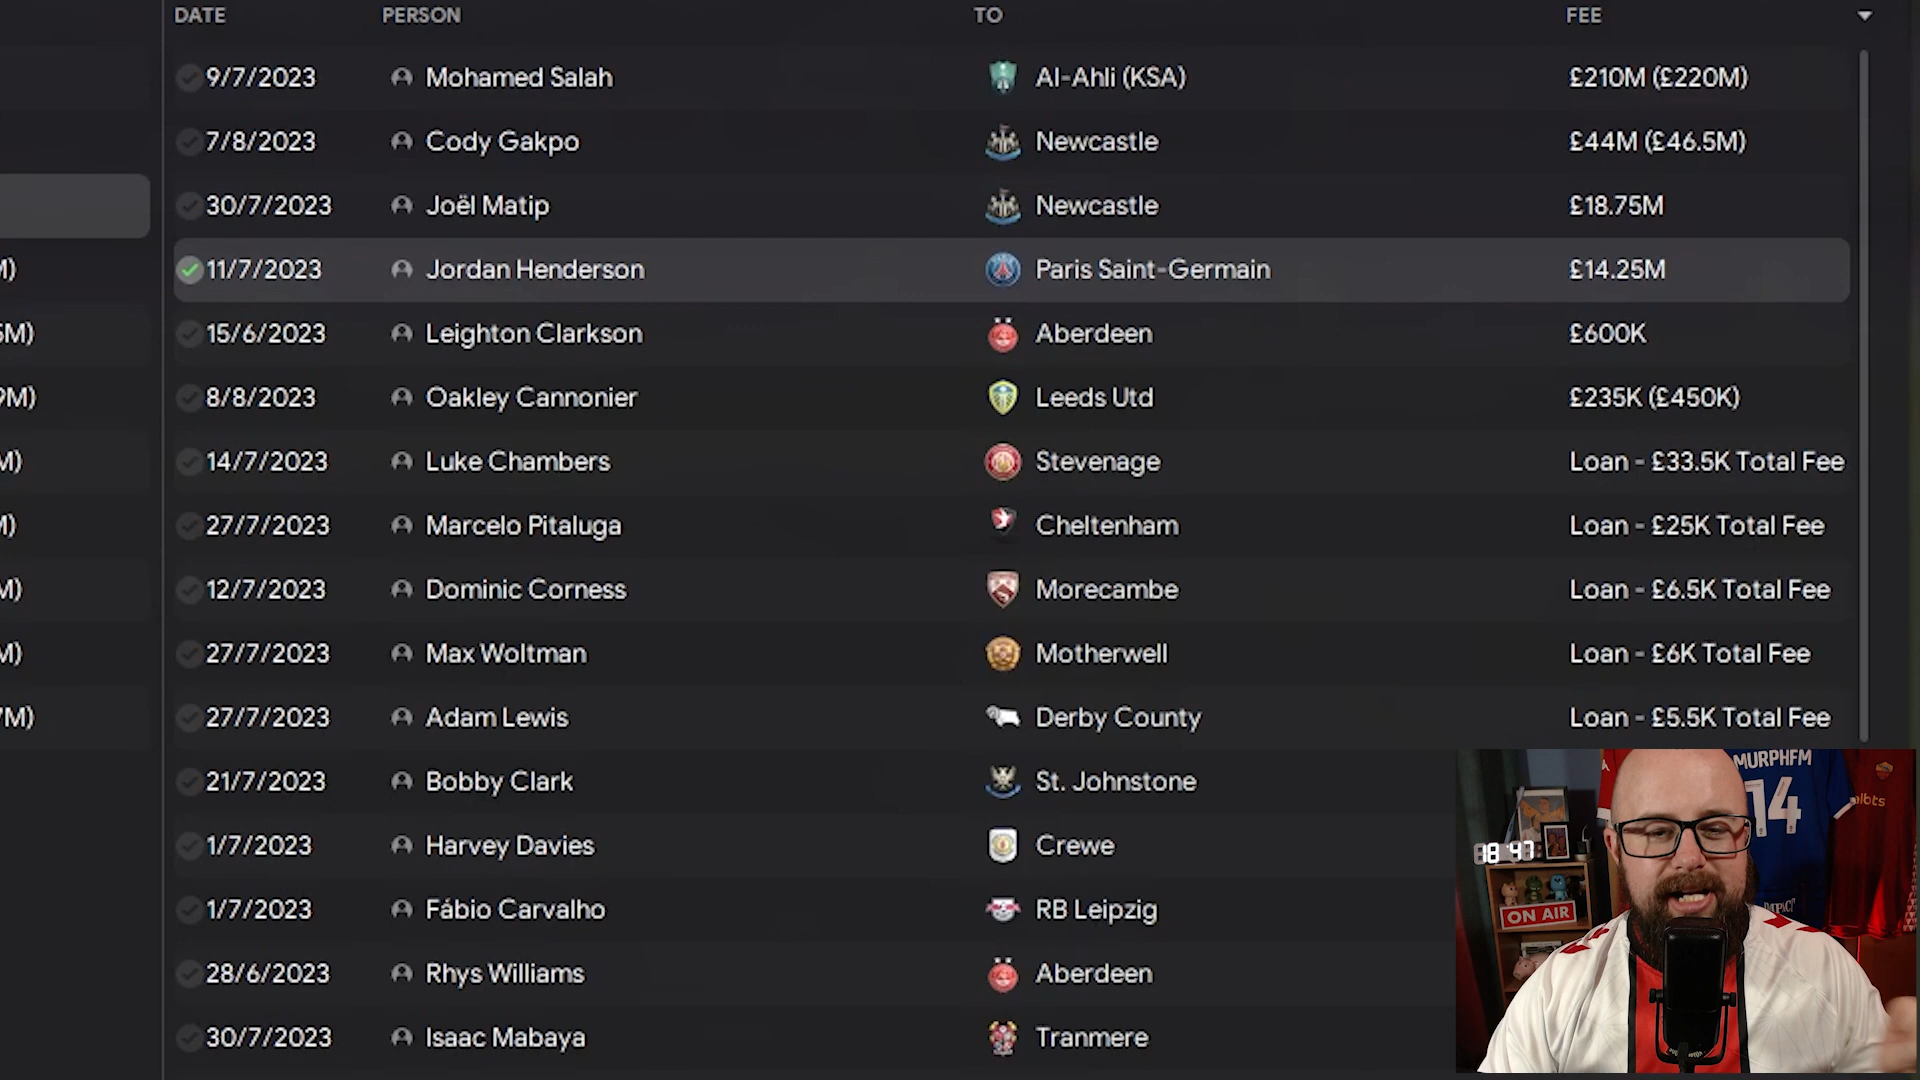 DATE PERSON TO FEE
9/7/2023 Mohamed Salah Al-Ahli (KSA) £210M (£220M)
7/8/2023 Cody Gakpo Newcastle £44M (£46.5M)
30/7/2023 Joël Matip Newcastle £18.75M
11/7/2023 Jordan Henderson Paris Saint-Germain £14.25M
15/6/2023 Leighton Clarkson Aberdeen £600K
8/8/2023 Oakley Cannonier Leeds Utd £235K (£450K)
14/7/2023 Luke Chambers Stevenage Loan - £33.5K Total Fee
27/7/2023 Marcelo Pitaluga Cheltenham Loan - £25K Total Fee
12/7/2023 Dominic Corness Morecambe Loan - £6.5K Total Fee
27/7/2023 Max Woltman Motherwell Loan - £6K Total Fee
27/7/2023 Adam Lewis Derby County Loan - £5.5K Total Fee
21/7/2023 Bobby Clark St. Johnstone
1/7/2023 Harvey Davies Crewe
1/7/2023 Fábio Carvalho RB Leipzig
28/6/2023 Rhys Williams Aberdeen
30/7/2023 Isaac Mabaya Tranmere
MURPHFM
14
18 47
ON AIR